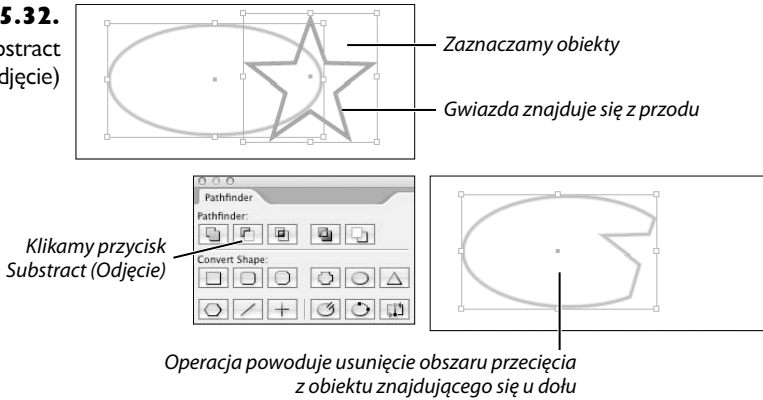 5.32.
bstract
djęcie)
Zaznaczamy obiekty
Gwiazda znajduje się z przodu
Pathfinder
Pathfinder:
Klikamy przycisk
Substract (Odjęcie)
Convert Shape:
Operacja powoduje usunięcie obszaru przecięcia
z obiektu znajdującego się u dołu